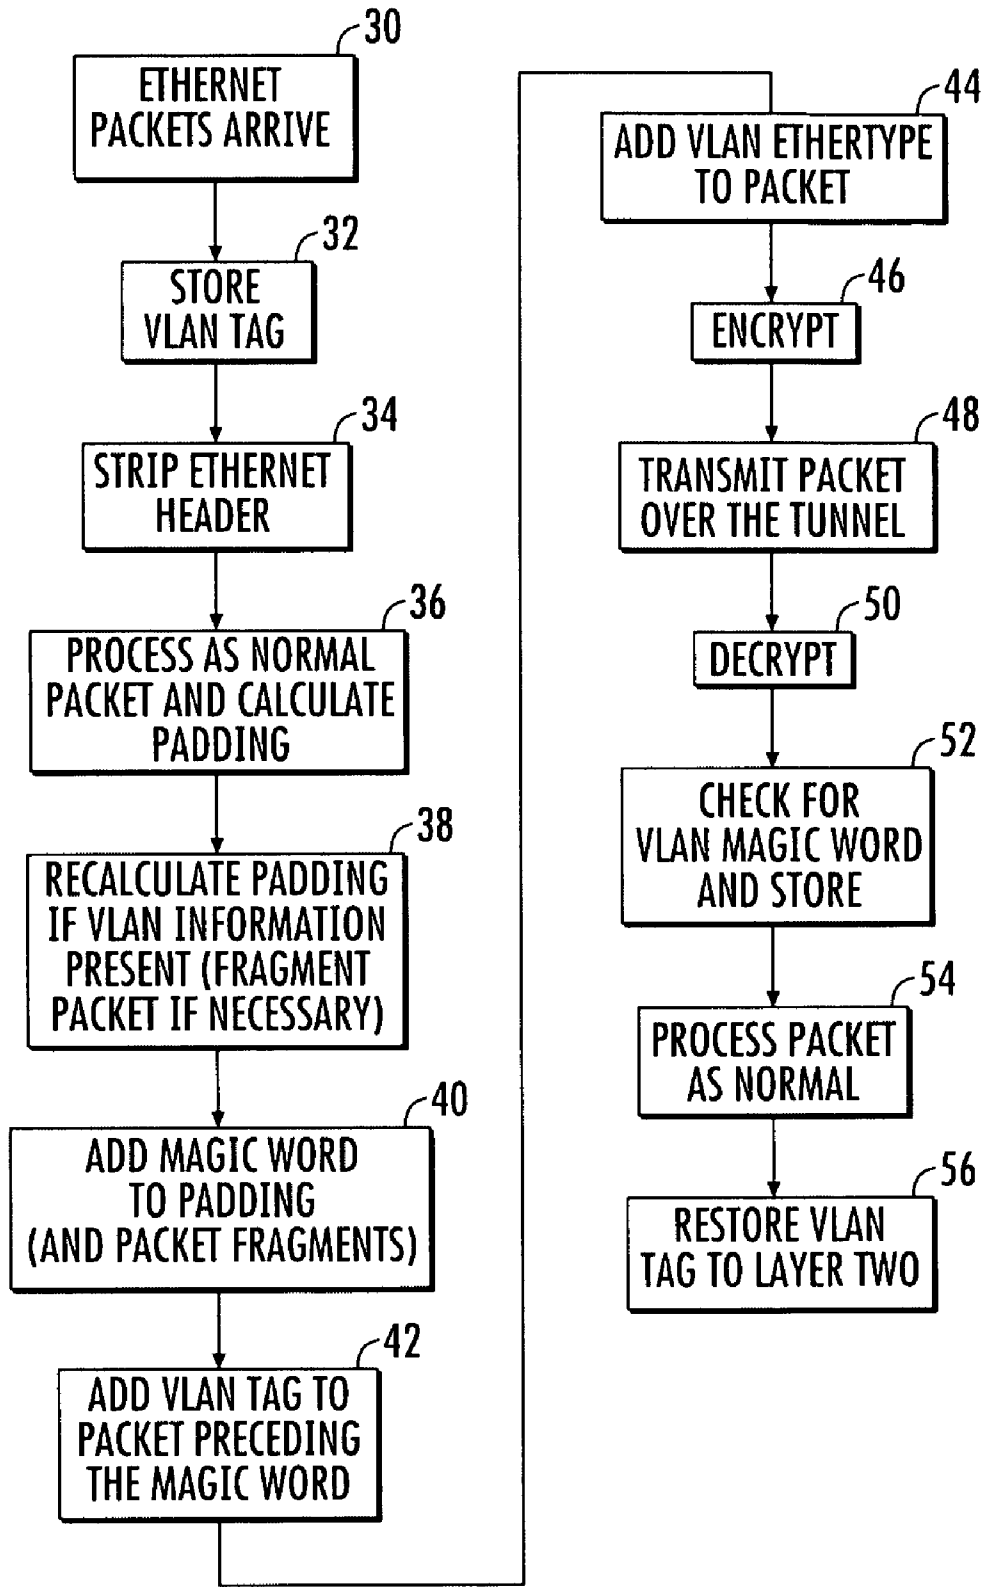 30
ETHERNET
PACKETS ARRIVE
32
STORE
VLAN TAG
34
STRIP ETHERNET
HEADER
36
PROCESS AS NORMAL
PACKET AND CALCULATE
PADDING
38
RECALCULATE PADDING
IF VLAN INFORMATION
PRESENT (FRAGMENT
PACKET IF NECESSARY)
40
ADD MAGIC WORD
TO PADDING
(AND PACKET FRAGMENTS)
42
ADD VLAN TAG TO
PACKET PRECEDING
THE MAGIC WORD
44
ADD VLAN ETHERTYPE
TO PACKET
46
ENCRYPT
48
TRANSMIT PACKET
OVER THE TUNNEL
50
DECRYPT
52
CHECK FOR
VLAN MAGIC WORD
AND STORE
54
PROCESS PACKET
AS NORMAL
56
RESTORE VLAN
TAG TO LAYER TWO